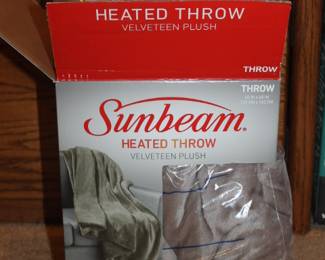 HEATED THROW
VELVETEEN PLUSH
THROW
Sunbeam®
HEATED THROW
VELVETEEN PLUSH
THROW